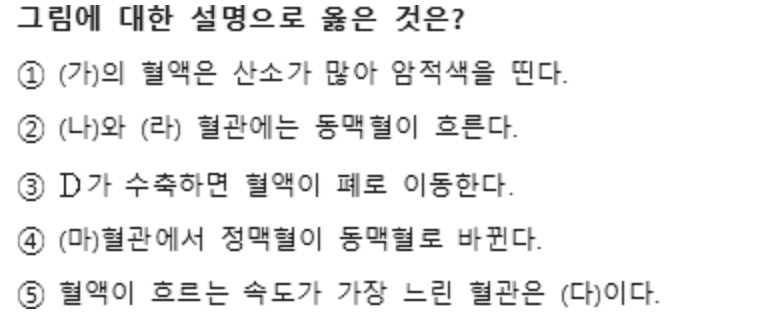 그림에 대한 설명으로 옳은 것은?
① (가)의 혈액은 산소가 많아 암적색을 띤다.
② (나)와 (라) 혈관에는 동맥혈이 흐른다.
③ D가 수축하면 혈액이 폐로 이동한다.
④ (마)혈관에서 정맥혈이 동맥혈로 바뀐다.
⑤ 혈액이 흐르는 속도가 가장 느린 혈관은 (다)이다.